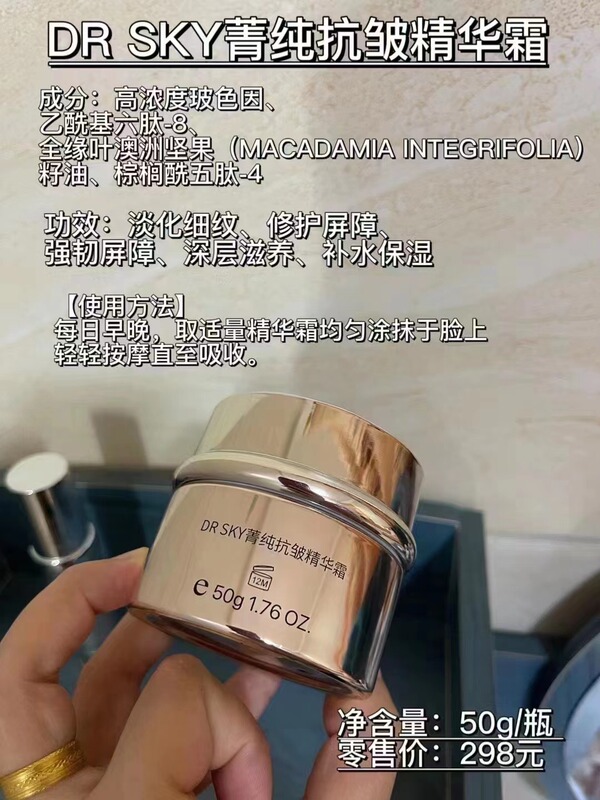 DR SKY菁纯抗皱精华霜
成分：高浓度玻色因、
乙酰基六肽-8、
全缘叶澳洲坚果（MACADAMIA INTEGRIFOLIA）
籽油、棕榈酰五肽-4
功效：淡化细纹、修护屏障、
强韧屏障、深层滋养、补水保湿
【使用方法】
每日早晚，取适量精华霜均匀涂抹于脸上
轻轻按摩直至吸收。
DR SKY菁纯抗皱精华霜
12M
e 50g 1.76 OZ.
净含量：50g/瓶
零售价：298元